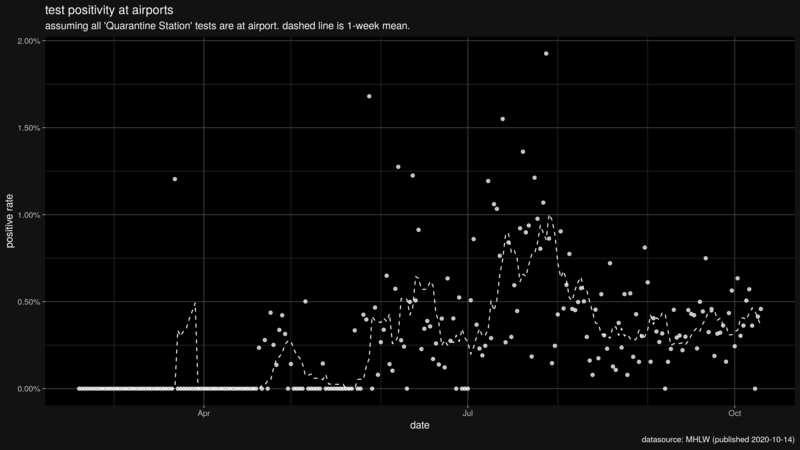 test positivity at airports
assuming all 'Quarantine Station' tests are at airport. dashed line is 1-week mean.
2.00%
1.50%
1.00%
0.50%
0.00%
positive rate
Apr
Jul
Oct
date
datasource: MHLW (published 2020-10-14)